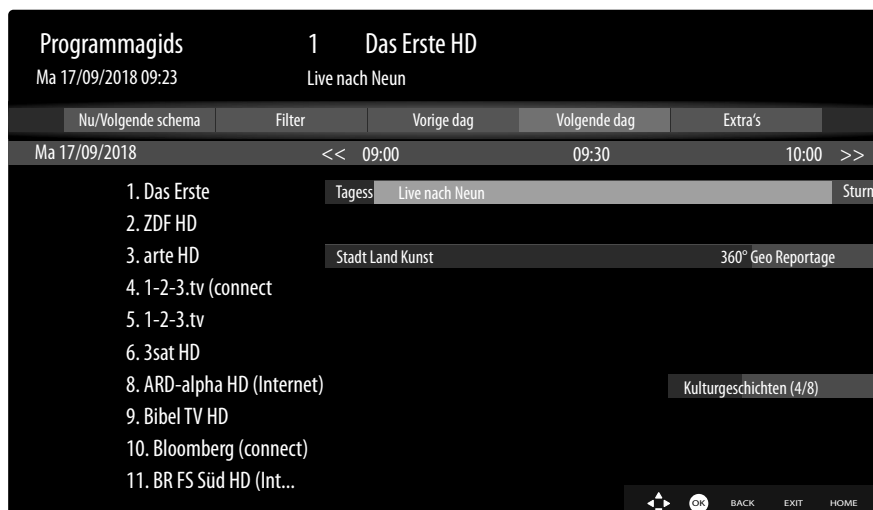 Programmagids 1 Das Erste HD
Ma 17/09/2018 09:23 Live nach Neun
Nu/Volgende schema Filter Vorige dag Volgende dag Extra's
Ma 17/09/2018 << 09:00 09:30 10:00 >>
1. Das Erste Tagess Live nach Neun Sturn
2. ZDF HD
3. arte HD Stadt Land Kunst 360° Geo Reportage
4. 1-2-3.tv (connect
5. 1-2-3.tv
6. 3sat HD
8. ARD-alpha HD (Internet) Kulturgeschichten (4/8)
9. Bibel TV HD
10. Bloomberg (connect)
11. BR FS Süd HD (Int...
OK BACK EXIT HOME